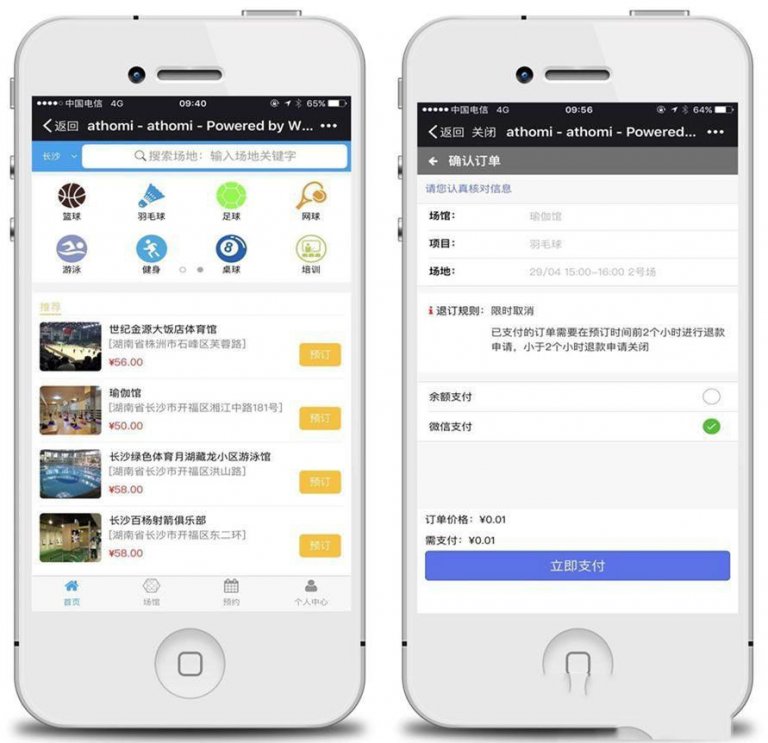 中国电信 4G 09:40 65%
返回 athomi - athomi - Powered by W...
长沙 搜索场地：输入场地关键字
篮球 羽毛球 足球 网球
8
游泳 健身 桌球 培训
推荐
世纪金源大饭店体育馆
[湖南省株洲市石峰区芙蓉路]
¥56.00 预订
瑜伽馆
[湖南省长沙市开福区湘江中路181号]
¥50.00 预订
长沙绿色体育月湖藏龙小区游泳馆
[湖南省长沙市开福区洪山路]
¥58.00 预订
长沙百杨射箭俱乐部
[湖南省长沙市开福区东二环]
¥58.00 预订
首页 场馆 预约 个人中心
中国电信 4G 09:56 64%
返回 关闭 athomi - athomi - Powered...
确认订单
请您认真核对信息
场馆： 瑜伽馆
项目： 羽毛球
场地： 29/04 15:00-16:00 2号场
退订规则： 限时取消
已支付的订单需要在预订时间前2个小时进行退款
申请，小于2个小时退款申请关闭
余额支付
微信支付
订单价格：¥0.01
需支付：¥0.01
立即支付